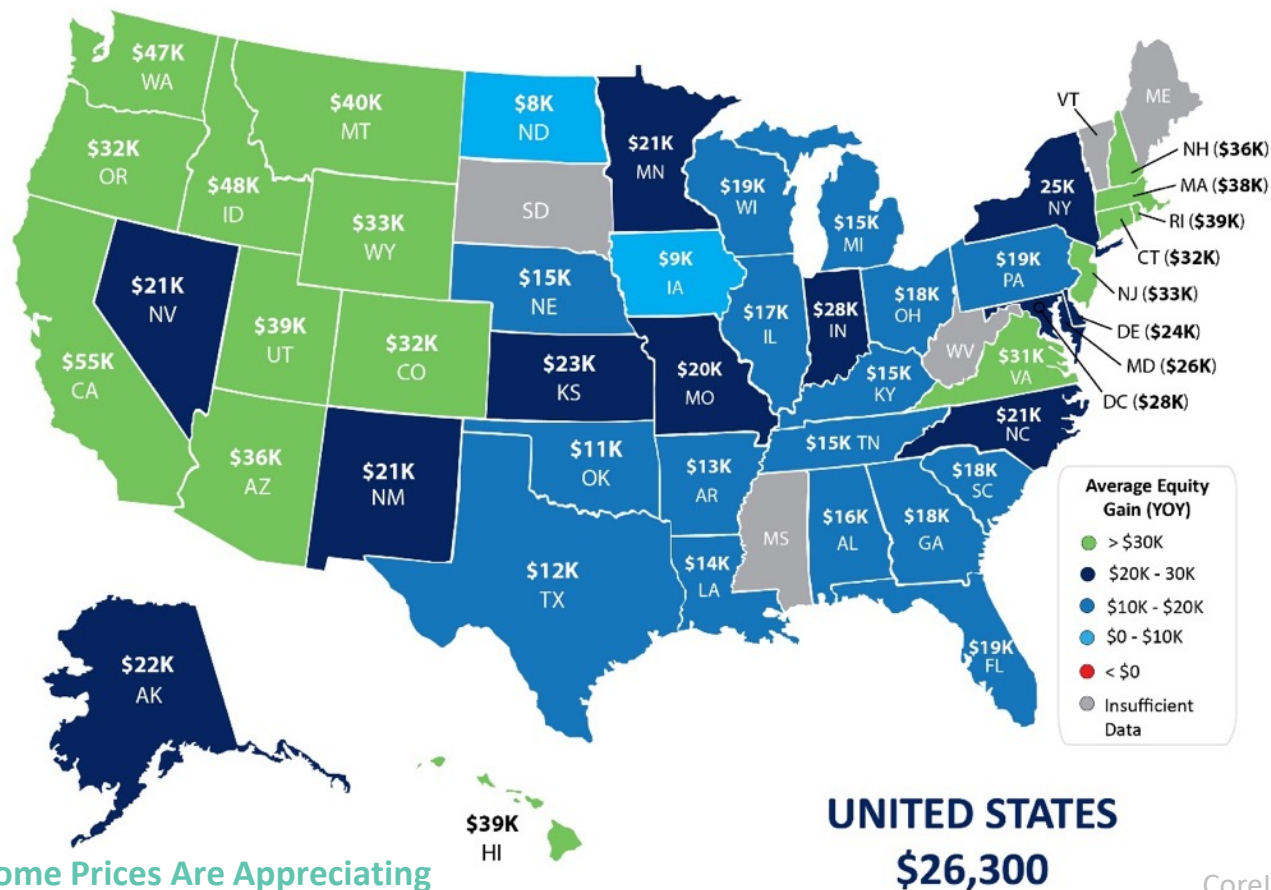 $47K
WA
$40K
MT
$8K
ND
$21K
MN
VT
ME
$32K
OR
$48K
ID
$19K
WI
$15K
MI
25K
NY
NH ($36K)
MA ($38K)
RI ($39K)
CT ($32K)
NJ ($33K)
DE ($24K)
MD ($26K)
DC ($28K)
SD
$33K
WY
$9K
IA
$19K
PA
$21K
NV
$15K
NE
$18K
OH
$17K
IL
$28K
IN
$39K
UT
$32K
CO
WV
$31K
VA
$55K
CA
$23K
KS
$20K
MO
$15K
KY
$21K
NC
$15K TN
$36K
AZ
$21K
NM
$11K
OK
$13K
AR
$18K
SC
MS
$16K
AL
$18K
GA
$12K
TX
$14K
LA
$19K
FL
Average Equity
Gain (YOY)
> $30K
$20K - 30K
$10K - $20K
$0 - $10K
< $0
Insufficient
Data
$22K
AK
$39K
HI
UNITED STATES
$26,300
Prices Are Appreciating